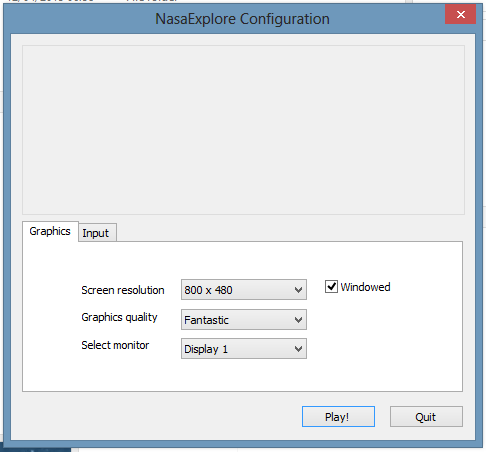 NasaExplore Configuration
Graphics
Input
Screen resolution
800 x 480
Windowed
Graphics quality
Fantastic
Select monitor
Display 1
Play!
Quit